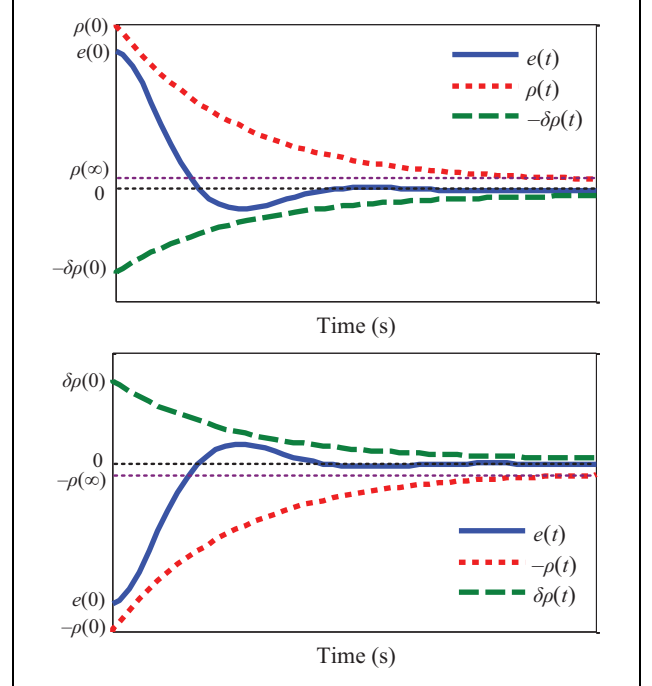 ρ(0)
e(0)
e(t)
ρ(t)
−δρ(t)
ρ(∞)
0
−δρ(0)
Time (s)
δρ(0)
0
−ρ(∞)
e(t)
−ρ(t)
δρ(t)
e(0)
−ρ(0)
Time (s)